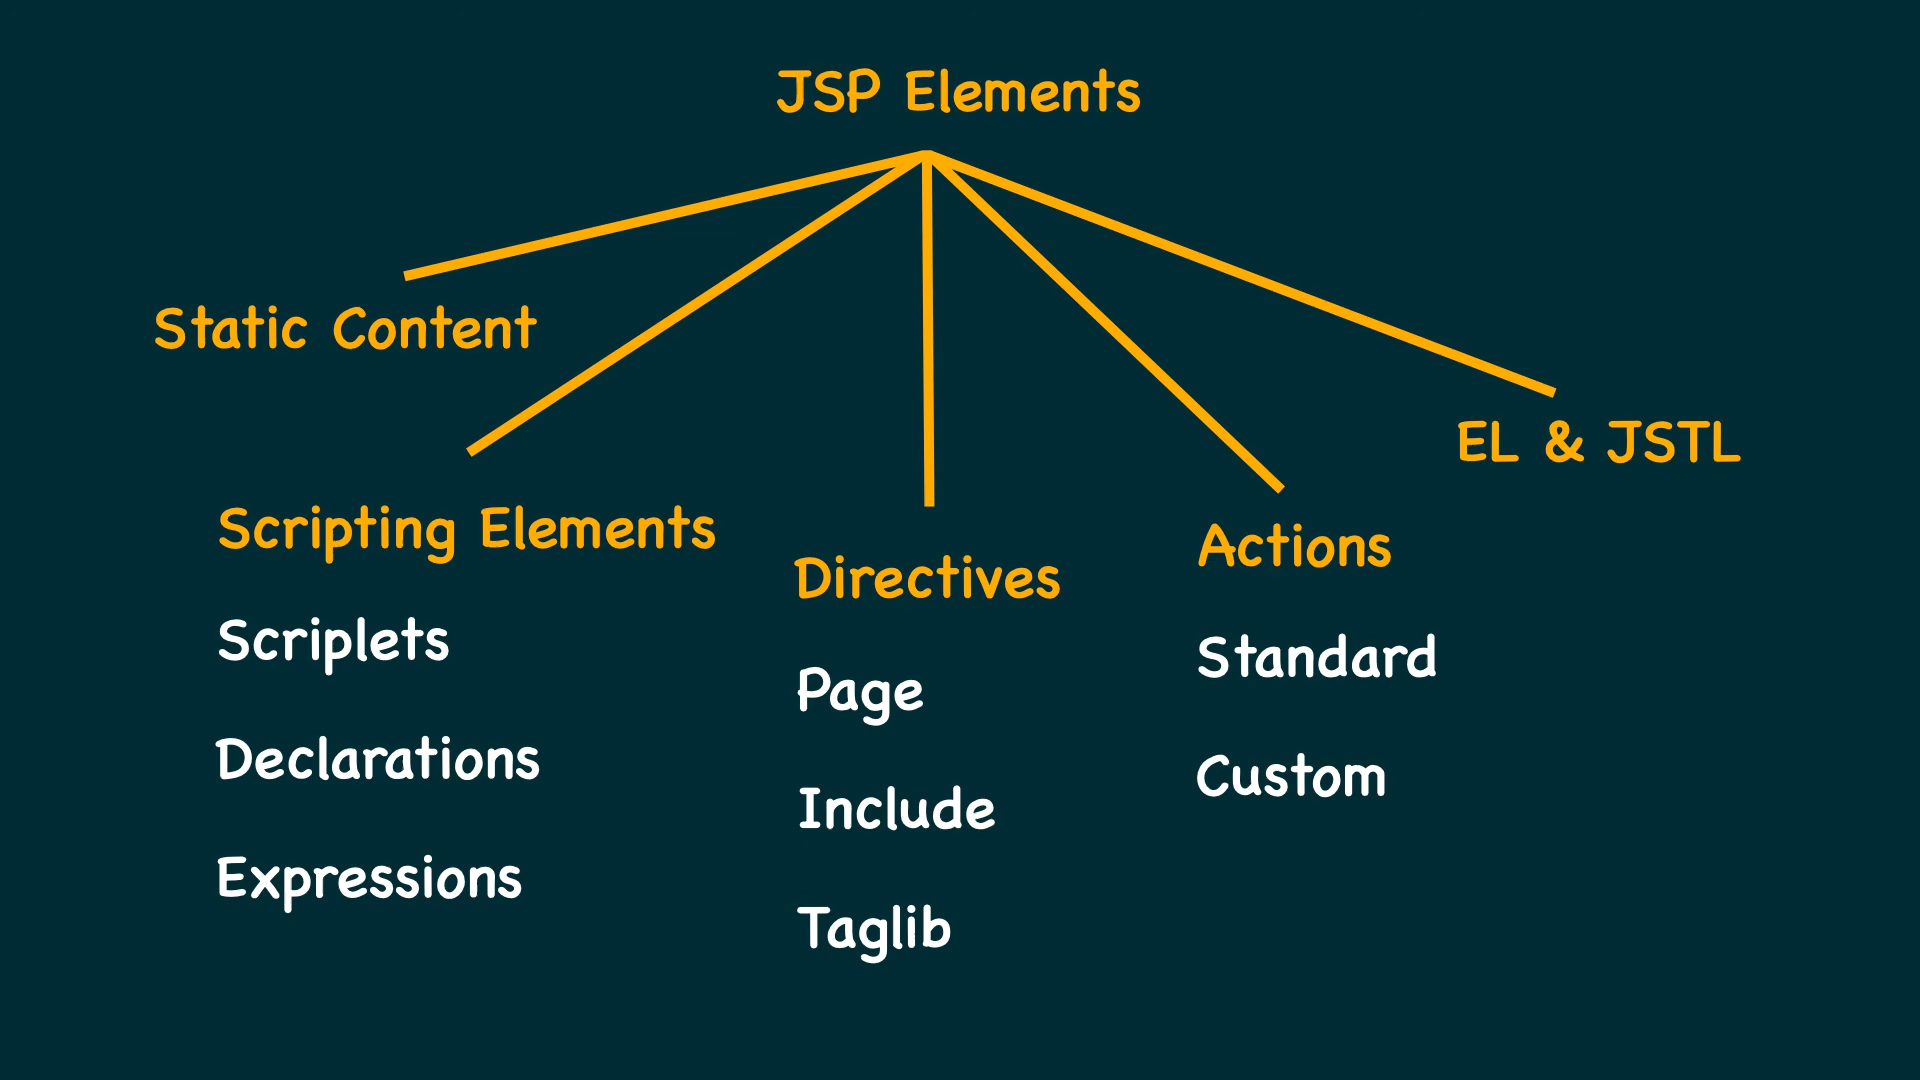 JSP Elements
Static Content
EL & JSTL
Scripting Elements
Scriplets
Declarations
Expressions
Directives
Page
Include
Taglib
Actions
Standard
Custom